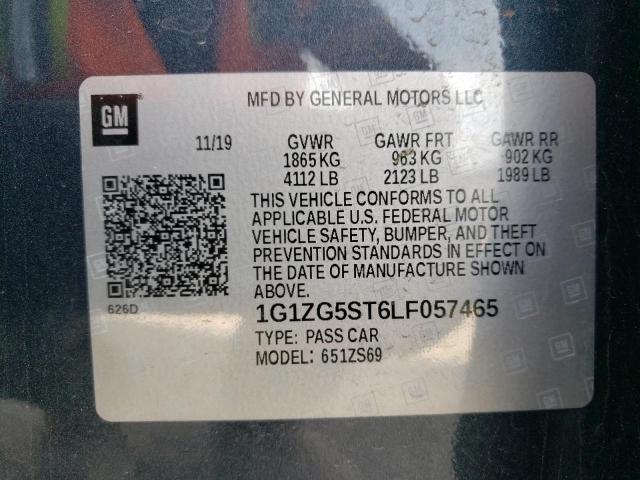 GM
MFD BY GENERAL MOTORS LLC
11/19 GVWR GAWR FRT GAWR RR
1865 KG 963 KG 902 KG
4112 LB 2123 LB 1989 LB
THIS VEHICLE CONFORMS TO ALL
APPLICABLE U.S. FEDERAL MOTOR
VEHICLE SAFETY, BUMPER, AND THEFT
PREVENTION STANDARDS IN EFFECT ON
THE DATE OF MANUFACTURE SHOWN
ABOVE.
626D
1G1ZG5ST6LF057465
TYPE: PASS CAR
MODEL: 651ZS69